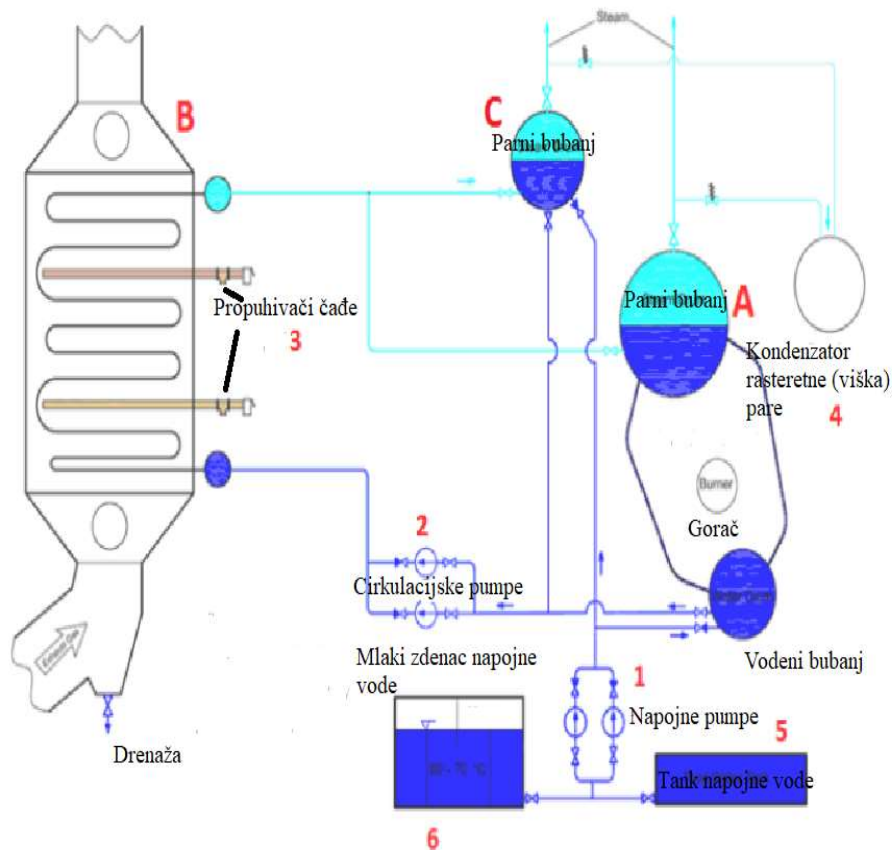 Steam
B
C
Parni bubanj
Parni bubanj
A
Propuhivači čađe
3
Kondenzator
rasteretne (viška)
pare
4
Burner
Gorač
2
Cirkulacijske pumpe
Mlaki zdenac napojne
vode
Vodeni bubanj
1
Napojne pumpe
Drenaža
5
Tank napojne vode
6